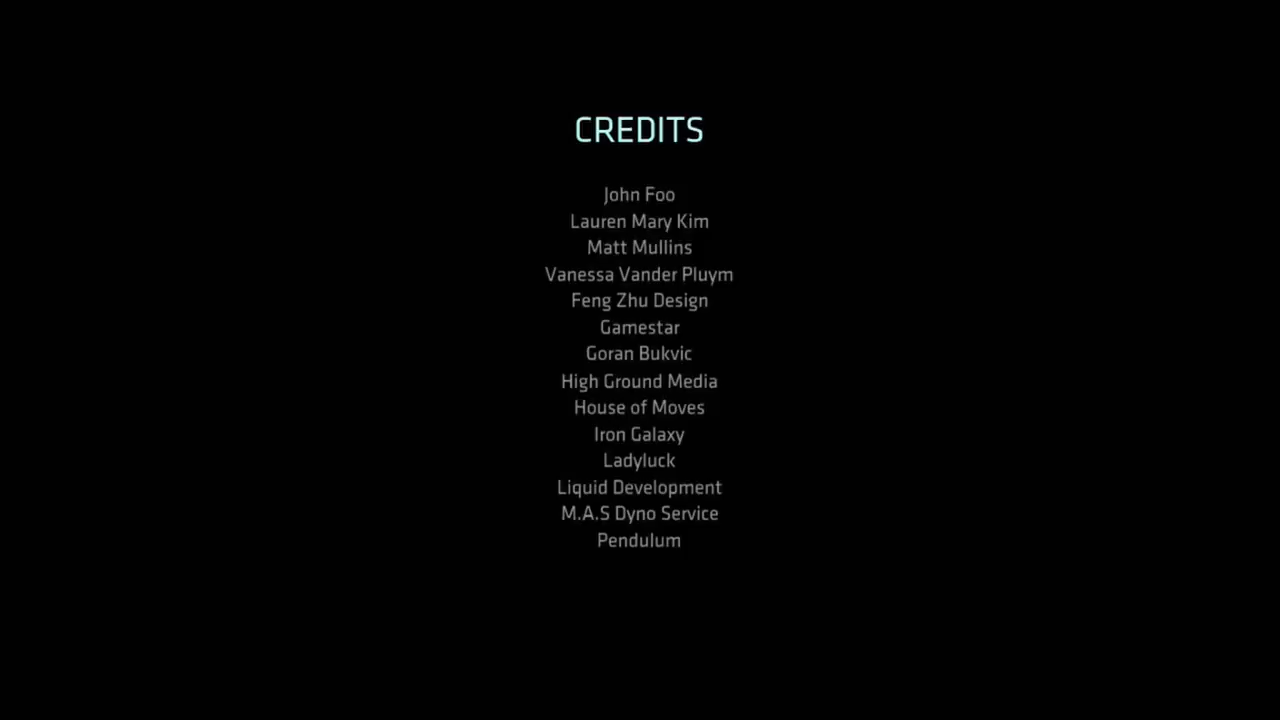 CREDITS
John Foo
Lauren Mary Kim
Matt Mullins
Vanessa Vander Pluym
Feng Zhu Design
Gamestar
Goran Bukvic
High Ground Media
House of Moves
Iron Galaxy
Ladyluck
Liquid Development
M.A.S Dyno Service
Pendulum